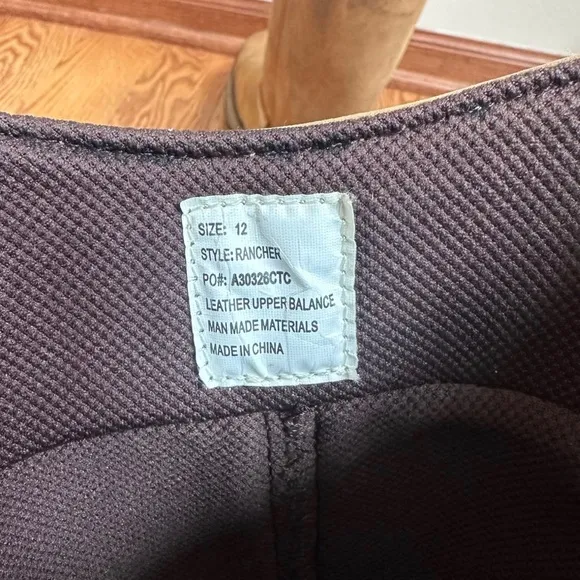 SIZE: 12
STYLE: RANCHER
PO#: A30326CTC
LEATHER UPPER BALANCE
MAN MADE MATERIALS
MADE IN CHINA